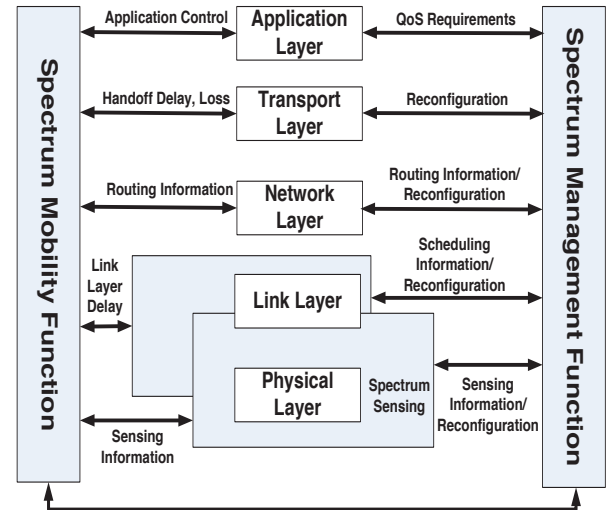 Spectrum Mobility Function
Application Control
Application
Layer
QoS Requirements
Handoff Delay, Loss
Transport
Layer
Reconfiguration
Routing Information
Network
Layer
Routing Information/
Reconfiguration
Link
Layer
Delay
Link Layer
Scheduling
Information/
Reconfiguration
Physical
Layer
Spectrum
Sensing
Sensing
Information
Sensing
Information/
Reconfiguration
Spectrum Management Function